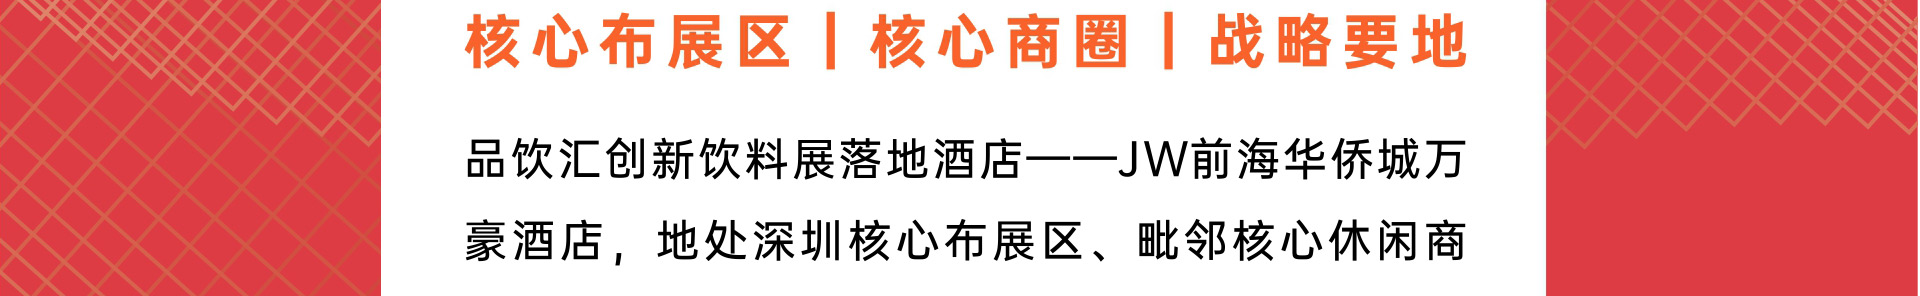 核心布展区｜核心商圈｜战略要地
品饮汇创新饮料展落地酒店——JW前海华侨城万
豪酒店，地处深圳核心布展区、毗邻核心休闲商